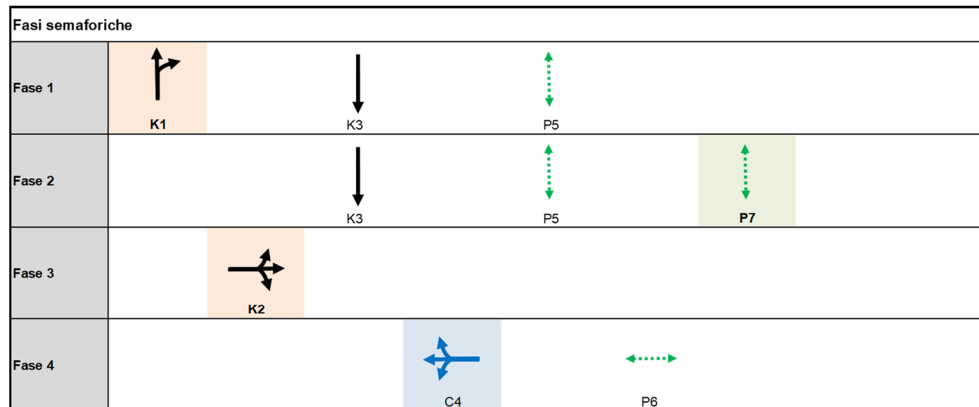 Fasi semaforiche
Fase 1
K1 K3 P5
Fase 2
K3 P5 P7
Fase 3
K2
Fase 4
C4 P6